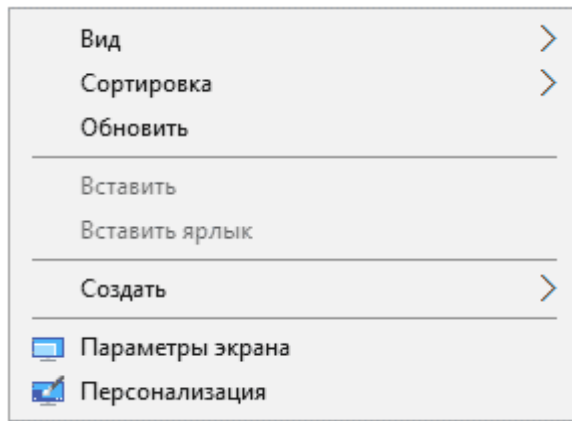 Вид
Сортировка
Обновить
Вставить
Вставить ярлык
Создать
Параметры экрана
Персонализация